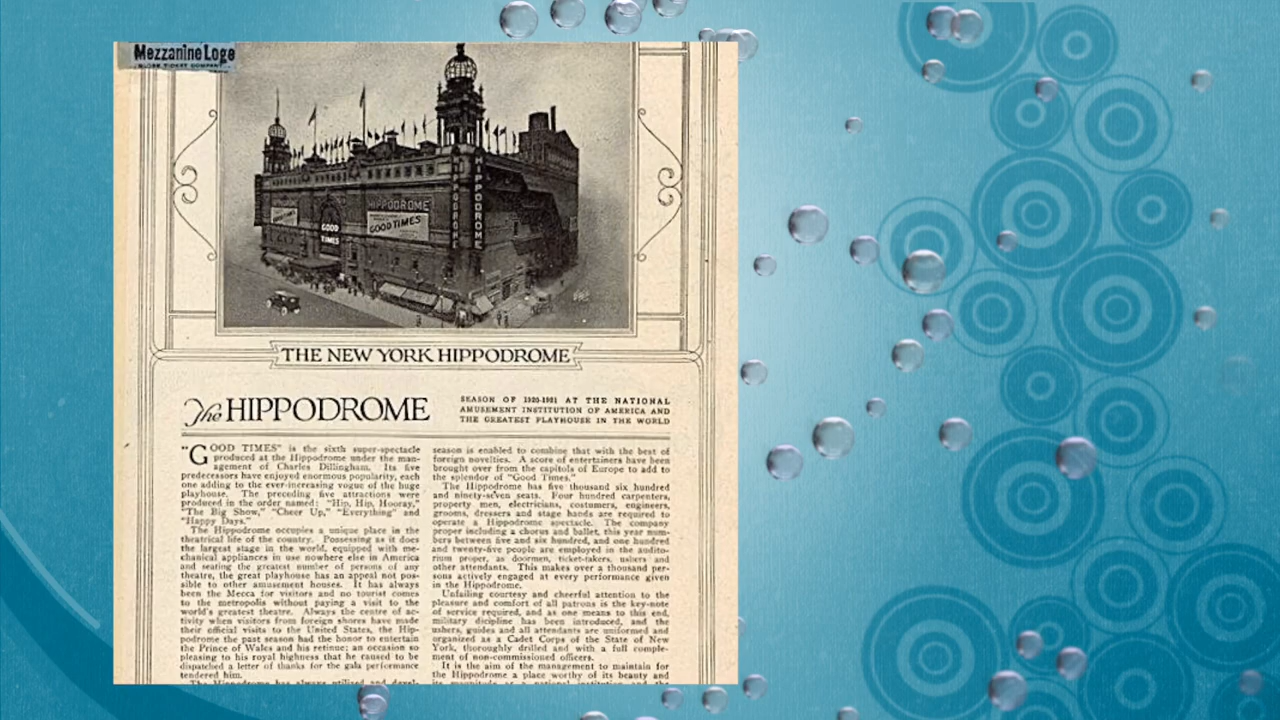 Mezzanine Loge
GLOBE TICKET COMPANY
HIPPODROME
GOOD TIMES
GOOD
TIMES
HIPPODROME
HIPPODROME
THE NEW YORK HIPPODROME
The HIPPODROME
SEASON OF 1920-1921 AT THE NATIONAL
AMUSEMENT INSTITUTION OF AMERICA AND
THE GREATEST PLAYHOUSE IN THE WORLD
"GOOD TIMES" is the sixth super-spectacle
produced at the Hippodrome under the man-
agement of Charles Dillingham. Its five
predecessors have enjoyed enormous popularity, each
one adding to the ever-increasing vogue of the huge
playhouse. The preceding five attractions were
produced in the order named: "Hip, Hip, Hooray,"
"The Big Show," "Cheer Up," "Everything" and
"Happy Days."
The Hippodrome occupies a unique place in the
theatrical life of the country. Possessing as it does
the largest stage in the world, equipped with me-
chanical appliances in use nowhere else in America
and seating the greatest number of persons of any
theatre, the great playhouse has an appeal not pos-
sible to other amusement houses. It has always
been the Mecca for visitors and no tourist comes
to the metropolis without paying a visit to the
world's greatest theatre. Always the centre of ac-
tivity when visitors from foreign shores have made
their official visits to the United States, the Hip-
podrome the past season had the honor to entertain
the Prince of Wales and his retinue; an occasion so
pleasing to his royal highness that he caused to be
dispatched a letter of thanks for the gala performance
tendered him.
The Hippodrome has always utilized and devel-
season is enabled to combine that with the best of
foreign novelties. A score of entertainers have been
brought over from the capitols of Europe to add to
the splendor of "Good Times."
The Hippodrome has five thousand six hundred
and ninety-seven seats. Four hundred carpenters,
property men, electricians, costumers, engineers,
grooms, dressers and stage hands are required to
operate a Hippodrome spectacle. The company
proper including a chorus and ballet, this year num-
bers between five and six hundred, and one hundred
and twenty-five people are employed in the audito-
rium proper, as doormen, ticket-takers, ushers and
other attendants. This makes over a thousand per-
sons actively engaged at every performance given
in the Hippodrome.
Unfailing courtesy and cheerful attention to the
pleasure and comfort of all patrons is the key-note
of service required, and as one means to this end,
military dicipline has been introduced, and the
ushers, guides and all attendants are uniformed and
organized as a Cadet Corps of the State of New
York, thoroughly drilled and with a full comple-
ment of non-commissioned officers.
It is the aim of the management to maintain for
the Hippodrome a place worthy of its beauty and
its magnitude as a national institution and the